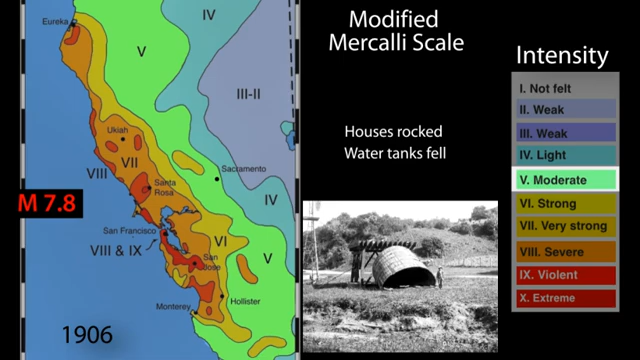 Modified
Mercalli Scale
Eureka
IV
V
III-II
Ukiah
VII
VIII
Santa
Rosa
Sacramento
IV
M 7.8
San Francisco
VI
V
VIII & IX
San
Jose
Monterey
Hollister
1906
Houses rocked
Water tanks fell
Intensity
I. Not felt
II. Weak
III. Weak
IV. Light
V. Moderate
VI. Strong
VII. Very strong
VIII. Severe
IX. Violent
X. Extreme